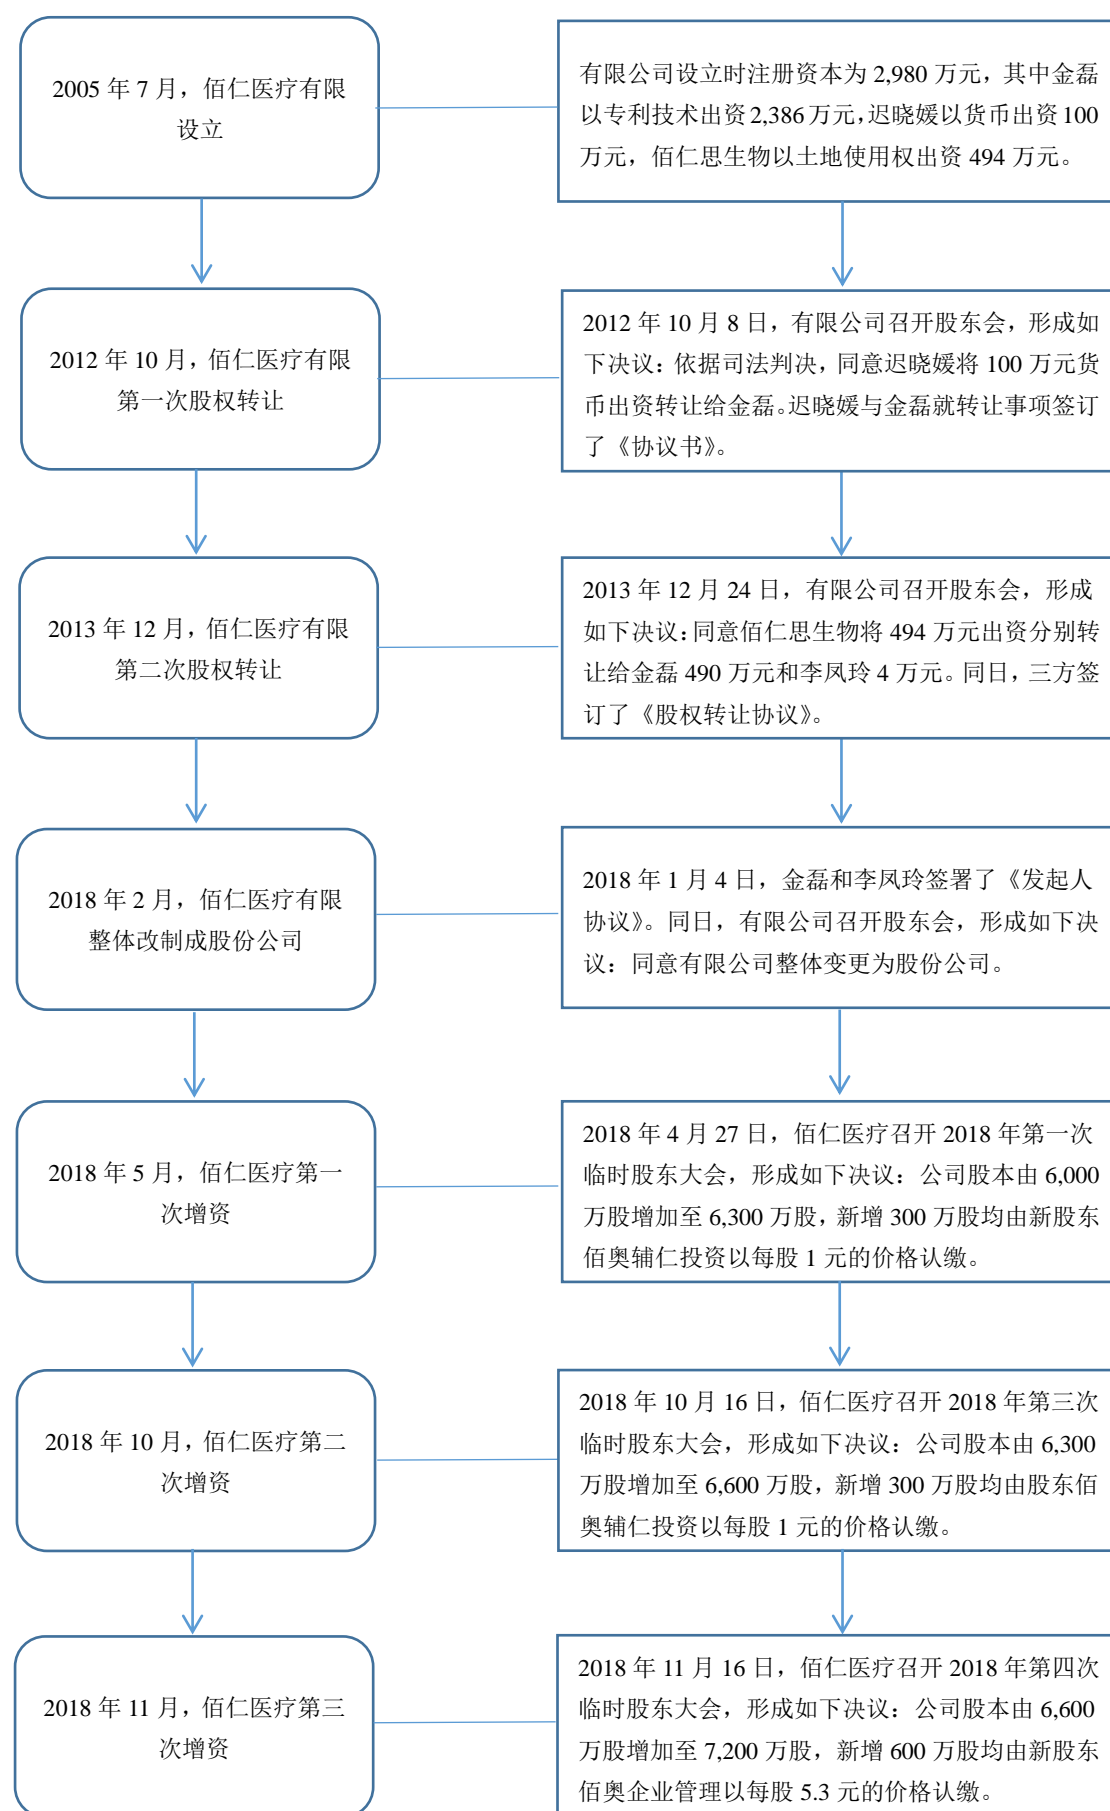 2005 年 7 月，佰仁医疗有限
设立
有限公司设立时注册资本为 2,980 万元，其中金磊
以专利技术出资 2,386 万元，迟晓媛以货币出资 100
万元，佰仁思生物以土地使用权出资 494 万元。
2012 年 10 月，佰仁医疗有限
第一次股权转让
2012 年 10 月 8 日，有限公司召开股东会，形成如
下决议：依据司法判决，同意迟晓媛将 100 万元货
币出资转让给金磊。迟晓媛与金磊就转让事项签订
了《协议书》。
2013 年 12 月，佰仁医疗有限
第二次股权转让
2013 年 12 月 24 日，有限公司召开股东会，形成
如下决议：同意佰仁思生物将 494 万元出资分别转
让给金磊 490 万元和李凤玲 4 万元。同日，三方签
订了《股权转让协议》。
2018 年 2 月，佰仁医疗有限
整体改制成股份公司
2018 年 1 月 4 日，金磊和李凤玲签署了《发起人
协议》。同日，有限公司召开股东会，形成如下决
议：同意有限公司整体变更为股份公司。
2018 年 5 月，佰仁医疗第一
次增资
2018 年 4 月 27 日，佰仁医疗召开 2018 年第一次
临时股东大会，形成如下决议：公司股本由 6,000
万股增加至 6,300 万股，新增 300 万股均由新股东
佰奥辅仁投资以每股 1 元的价格认缴。
2018 年 10 月，佰仁医疗第二
次增资
2018 年 10 月 16 日，佰仁医疗召开 2018 年第三次
临时股东大会，形成如下决议：公司股本由 6,300
万股增加至 6,600 万股，新增 300 万股均由股东佰
奥辅仁投资以每股 1 元的价格认缴。
2018 年 11 月，佰仁医疗第三
次增资
2018 年 11 月 16 日，佰仁医疗召开 2018 年第四次
临时股东大会，形成如下决议：公司股本由 6,600
万股增加至 7,200 万股，新增 600 万股均由新股东
佰奥企业管理以每股 5.3 元的价格认缴。